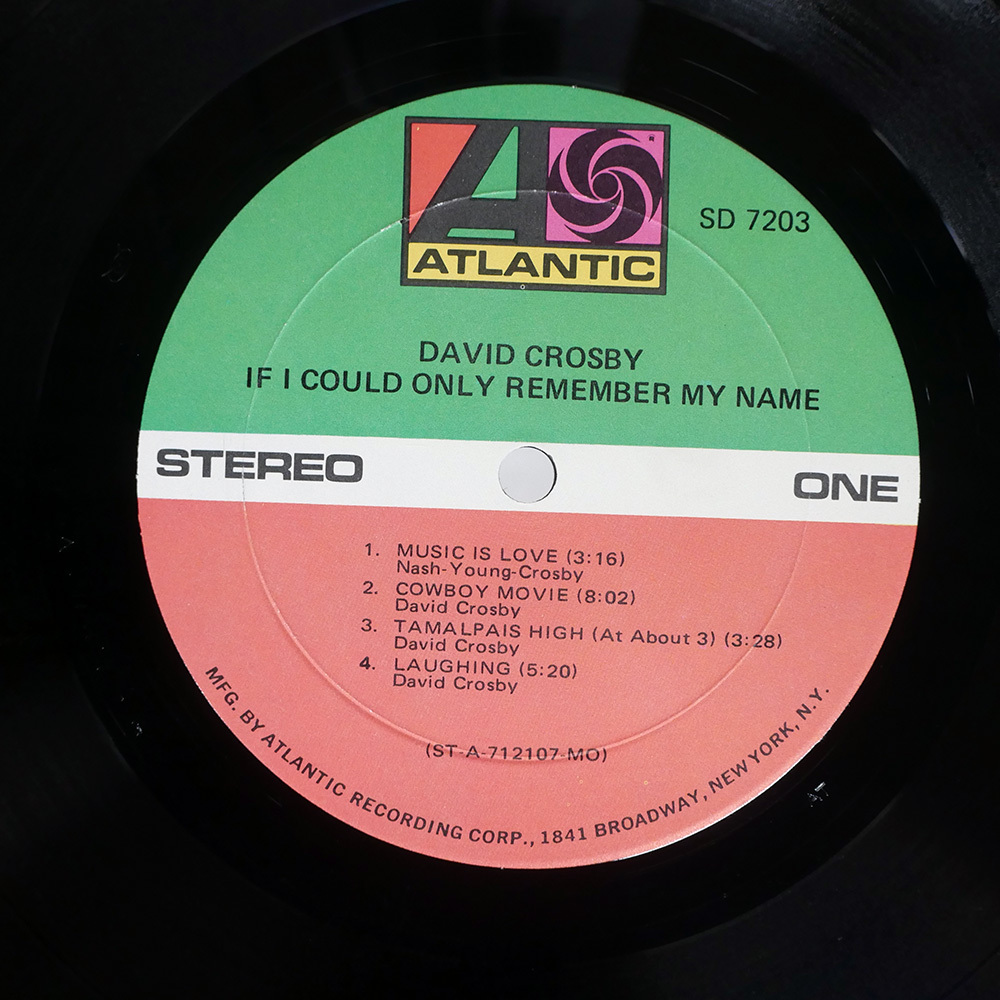 ATLANTIC
SD 7203
DAVID CROSBY
IF I COULD ONLY REMEMBER MY NAME
STEREO
ONE
1. MUSIC IS LOVE (3:16)
Nash-Young-Crosby
2. COWBOY MOVIE (8:02)
David Crosby
3. TAMALPAIS HIGH (At About 3) (3:28)
David Crosby
4. LAUGHING (5:20)
David Crosby
(ST-A-712107-MO)
MFG. BY ATLANTIC RECORDING CORP., 1841 BROADWAY, NEW YORK, N.Y.